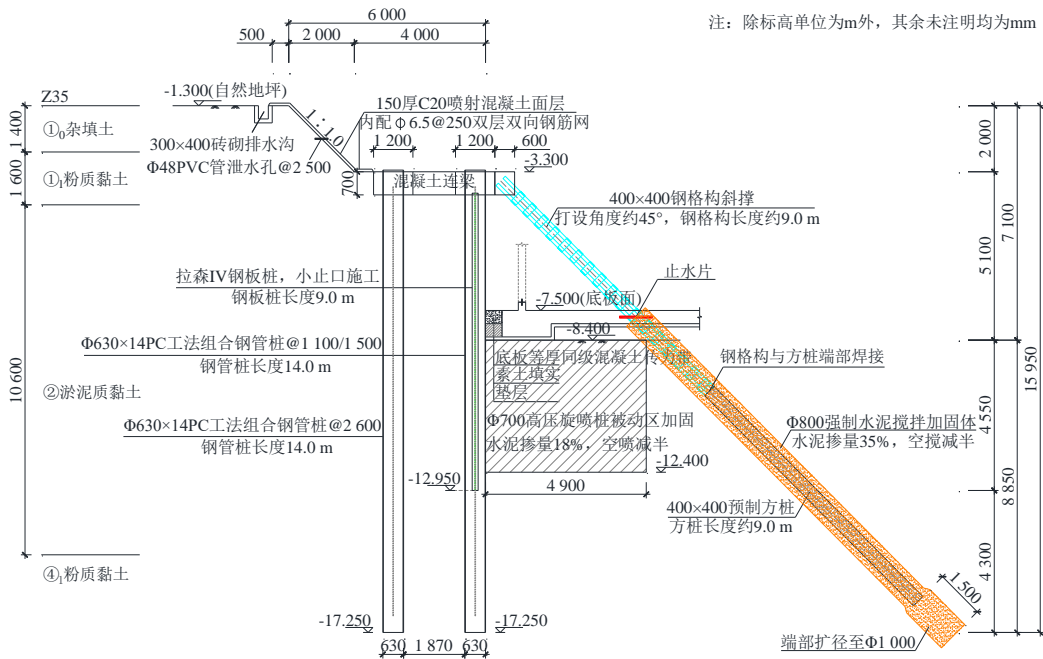 6 000
注：除标高单位为m外，其余未注明均为mm
500
2 000
4 000
-1.300(自然地坪)
Z35
1 400
①₀杂填土
1:1.0
150厚C20喷射混凝土面层
内配φ6.5@250双层双向钢筋网
300×400砖砌排水沟
Φ48PVC管泄水孔@2 500
1 200
1 200
600
-3.300
2 000
1 600
①₁粉质黏土
700
混凝土连梁
400×400钢格构斜撑
打设角度约45°，钢格构长度约9.0 m
7 100
5 100
拉森IV钢板桩，小止口施工
钢板桩长度9.0 m
止水片
-7.500(底板面)
-8.400
Φ630×14PC工法组合钢管桩@1 100/1 500
钢管桩长度14.0 m
底板等厚同级混凝土传力带
素土填实
垫层
钢格构与方桩端部焊接
15 950
10 600
②淤泥质黏土
Φ630×14PC工法组合钢管桩@2 600
钢管桩长度14.0 m
Φ700高压旋喷桩被动区加固
水泥掺量18%，空喷减半
Φ800强制水泥搅拌加固体
水泥掺量35%，空搅减半
4 550
-12.400
-12.950
4 900
8 850
400×400预制方桩
方桩长度约9.0 m
4 300
④₁粉质黏土
1 500
-17.250
-17.250
630
1 870
630
端部扩径至Φ1 000